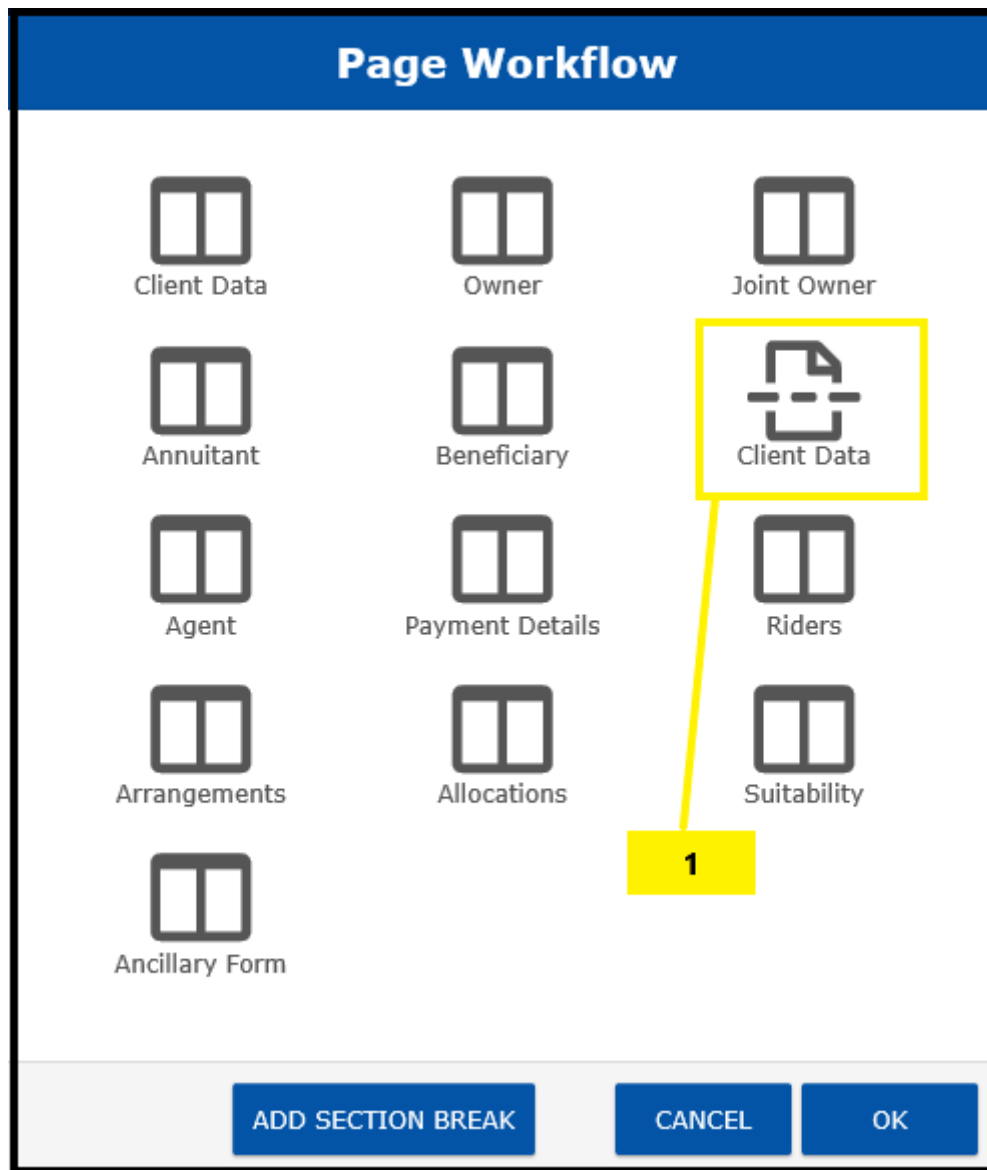 Page Workflow
Client Data
Owner
Joint Owner
Annuitant
Beneficiary
Client Data
Agent
Payment Details
Riders
Arrangements
Allocations
Suitability
1
Ancillary Form
ADD SECTION BREAK
CANCEL
OK